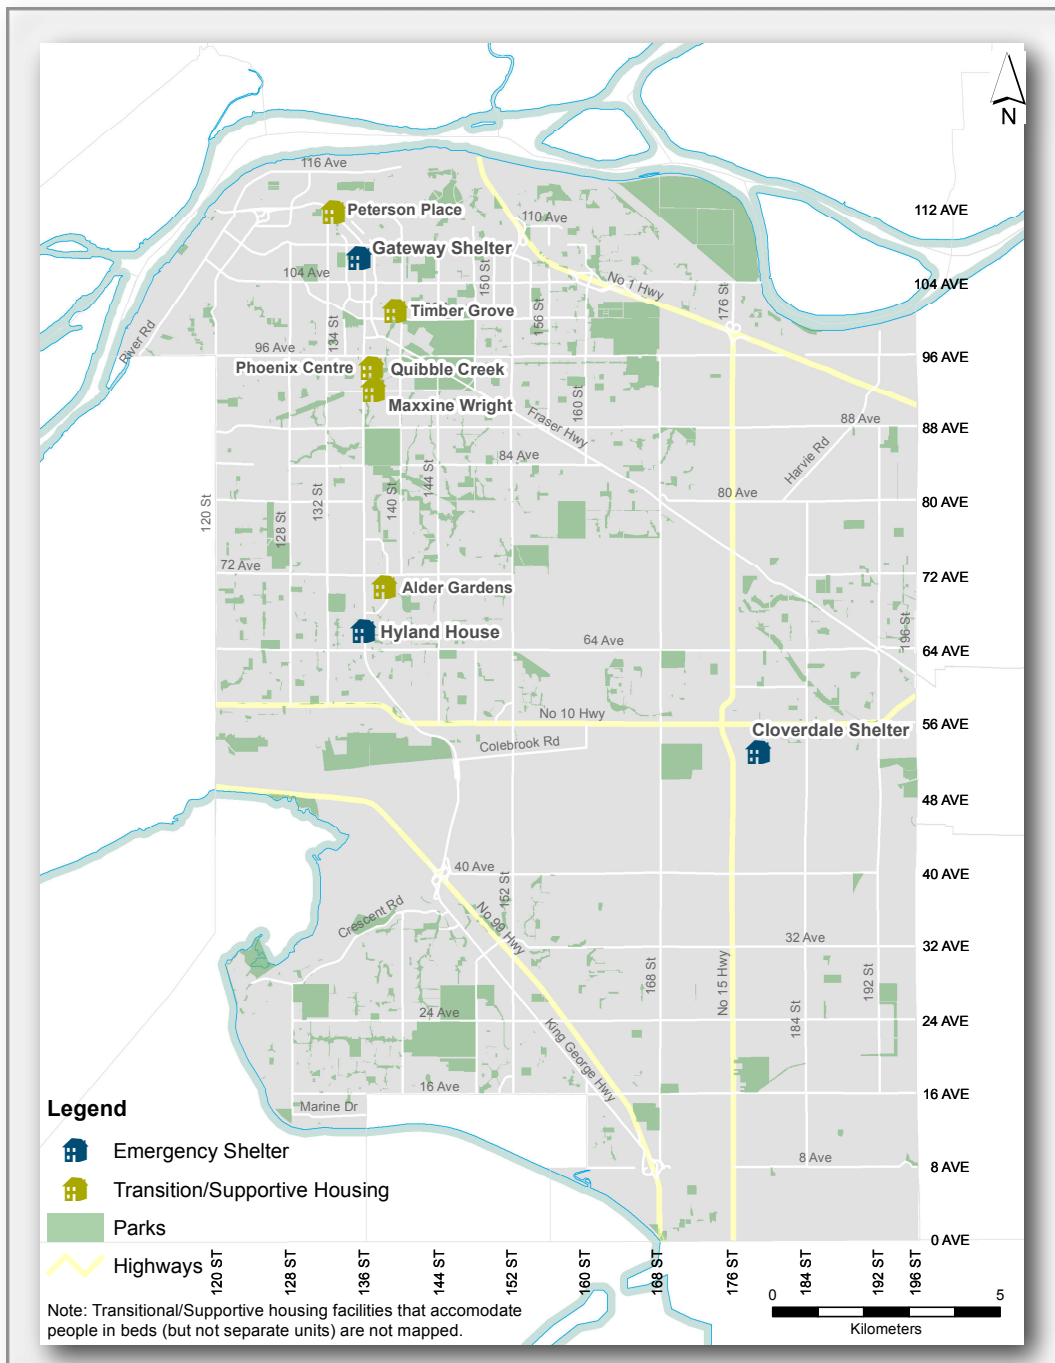 N
116 Ave
Peterson Place
112 AVE
110 Ave
Gateway Shelter
104 Ave
150 St
No 1 Hwy
176 St
104 AVE
Timber Grove
156 St
134 St
River Rd
96 Ave
96 AVE
Phoenix Centre
Quibble Creek
Maxxine Wright
160 St
Fraser Hwy
88 Ave
88 AVE
84 Ave
Harvie Rd
144 St
140 St
132 St
128 St
120 St
80 Ave
80 AVE
72 Ave
72 AVE
Alder Gardens
Hyland House
196 St
64 Ave
64 AVE
No 10 Hwy
56 AVE
Cloverdale Shelter
Colebrook Rd
48 AVE
40 Ave
40 AVE
152 St
Crescent Rd
No 99 Hwy
32 Ave
32 AVE
168 St
No 15 Hwy
192 St
184 St
24 Ave
24 AVE
King George Hwy
16 Ave
16 AVE
Marine Dr
8 Ave
8 AVE
0 AVE
Legend
Emergency Shelter
Transition/Supportive Housing
Parks
Highways
120 ST
128 ST
136 ST
144 ST
152 ST
160 ST
168 ST
176 ST
184 ST
192 ST
196 ST
Note: Transitional/Supportive housing facilities that accomodate
people in beds (but not separate units) are not mapped.
0 5
Kilometers